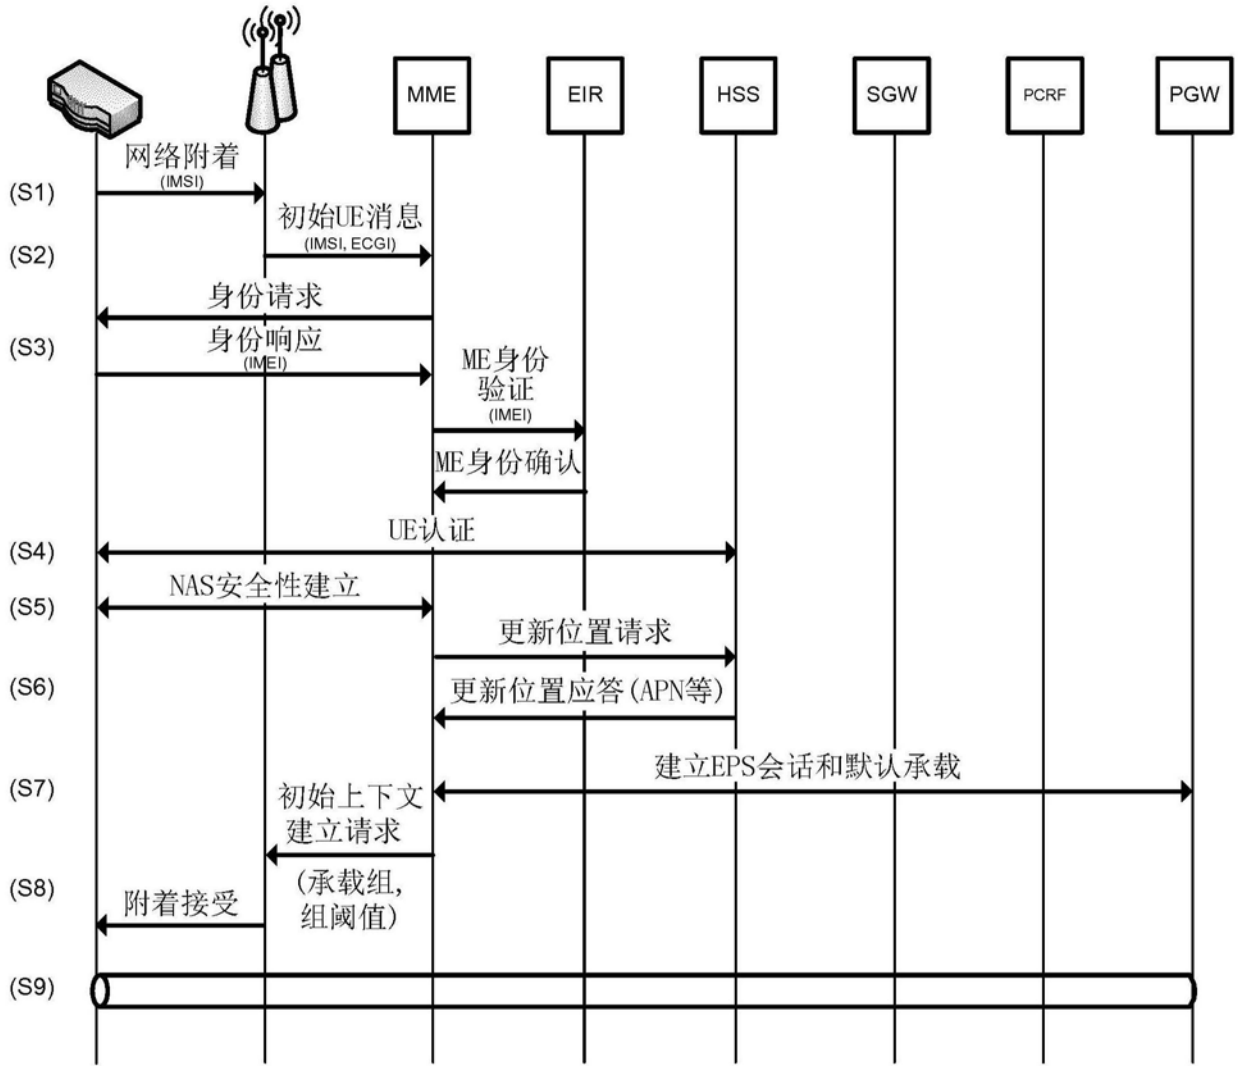 MME
EIR
HSS
SGW
PCRF
PGW
网络附着
(IMSI)
(S1)
初始UE消息
(IMSI, ECGI)
(S2)
身份请求
(S3)
身份响应
(IMEI)
ME身份
验证
(IMEI)
ME身份确认
UE认证
(S4)
NAS安全性建立
(S5)
更新位置请求
(S6)
更新位置应答(APN等)
建立EPS会话和默认承载
(S7)
初始上下文
建立请求
(S8)
(承载组,
组阈值)
附着接受
(S9)